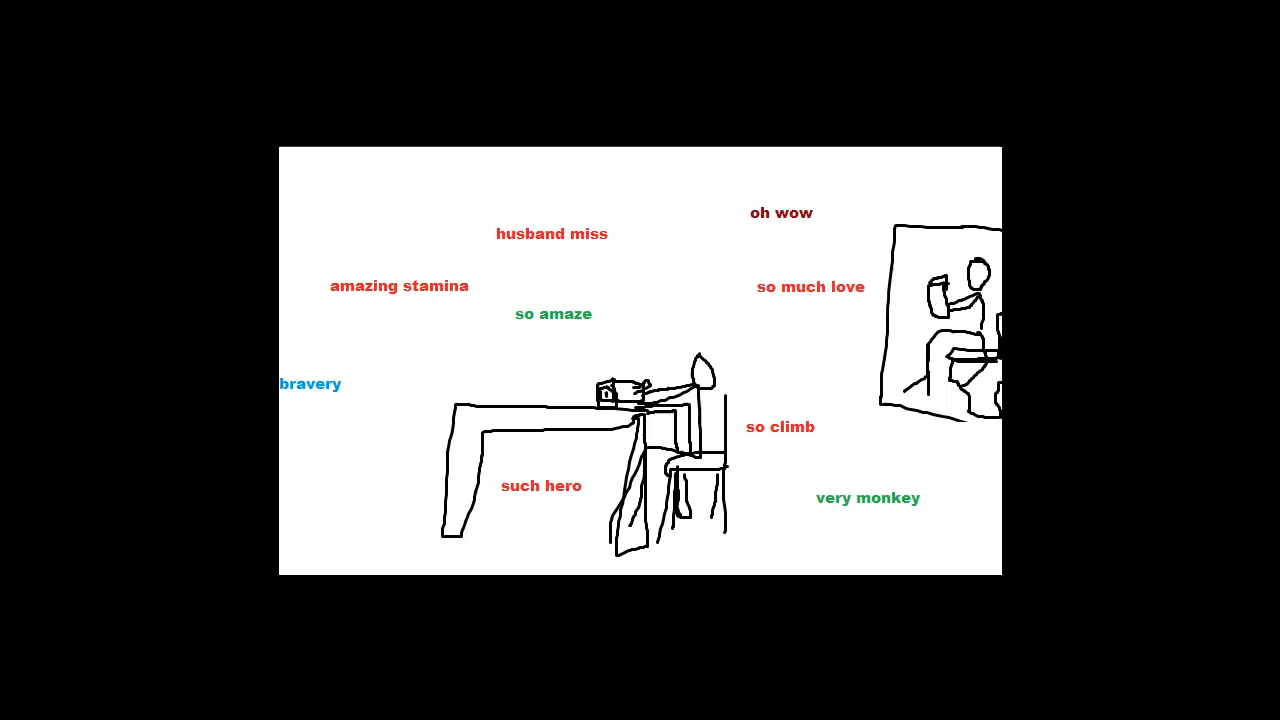 oh wow
husband miss
amazing stamina
so much love
so amaze
bravery
so climb
such hero
very monkey